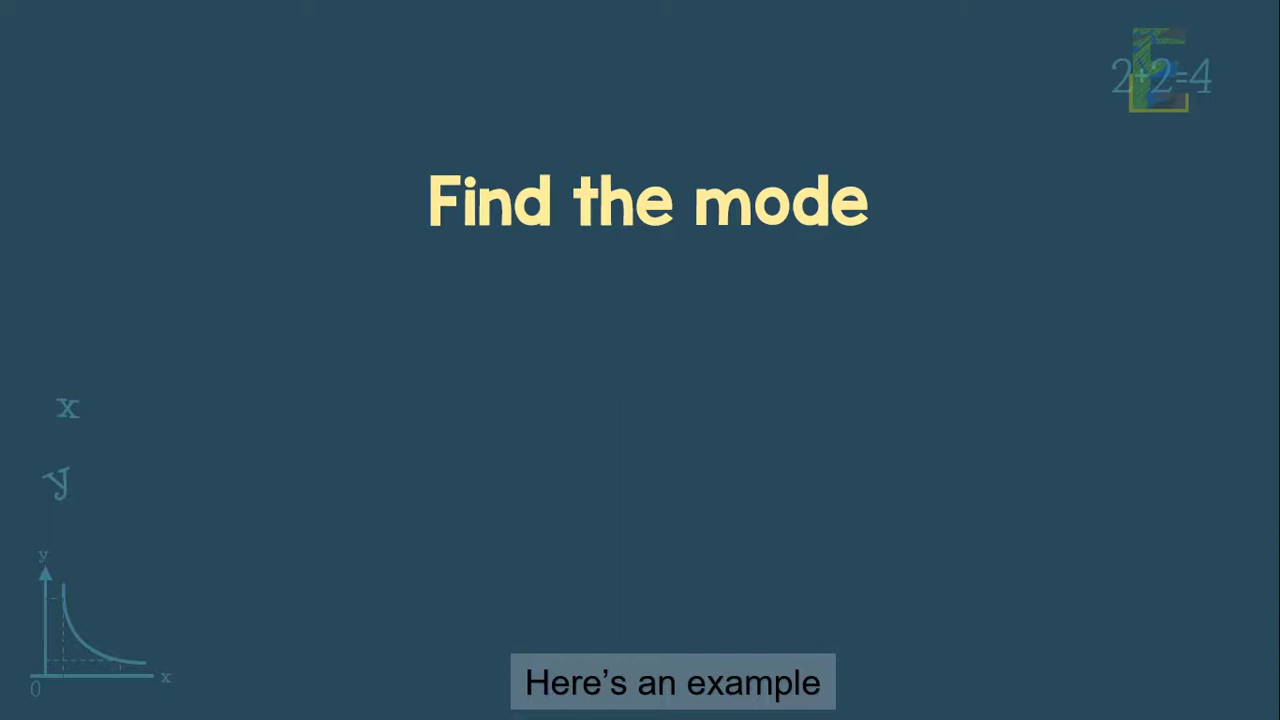 2+2=4
E
Find the mode
x
y
y
x
0
Here's an example